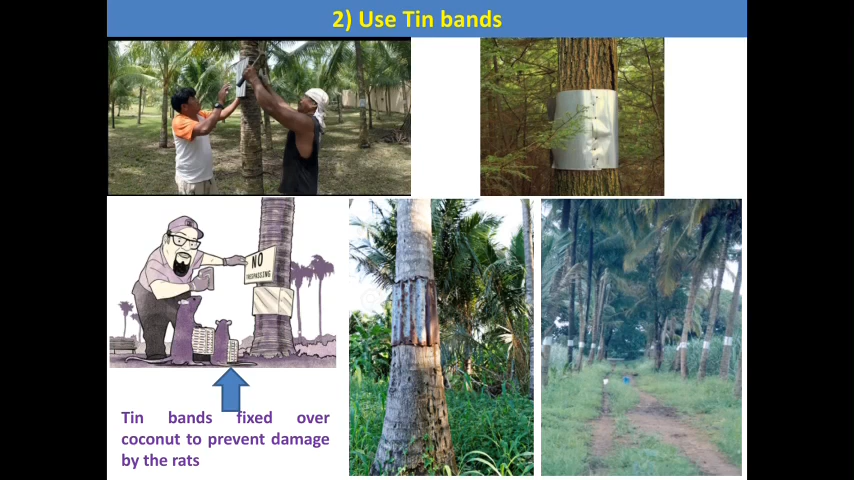 2) Use Tin bands
NO
TRESPASSING
Tin bands fixed over
coconut to prevent damage
by the rats